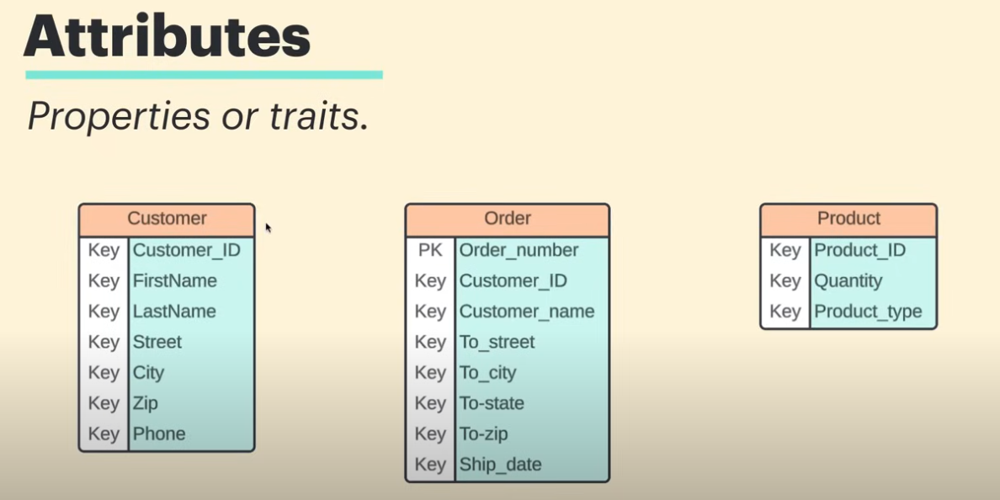 Attributes
Properties or traits.
Customer
Key Customer_ID
Key FirstName
Key LastName
Key Street
Key City
Key Zip
Key Phone
Order
PK Order_number
Key Customer_ID
Key Customer_name
Key To_street
Key To_city
Key To-state
Key To-zip
Key Ship_date
Product
Key Product_ID
Key Quantity
Key Product_type